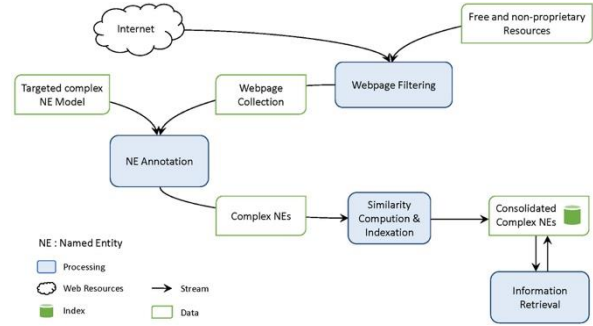 Internet
Free and non-proprietary
Resources
Webpage Filtering
Targeted complex
NE Model
Webpage
Collection
NE Annotation
Complex NEs
Similarity
Compution &
Indexation
Consolidated
Complex NEs
NE : Named Entity
Processing
Web Resources
Stream
Index
Data
Information
Retrieval